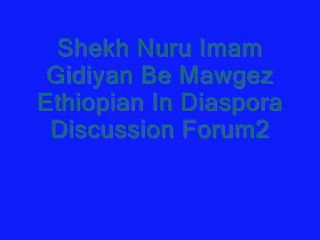 Shekh Nuru Imam
Gidiyan Be Mawgez
Ethiopian In Diaspora
Discussion Forum2